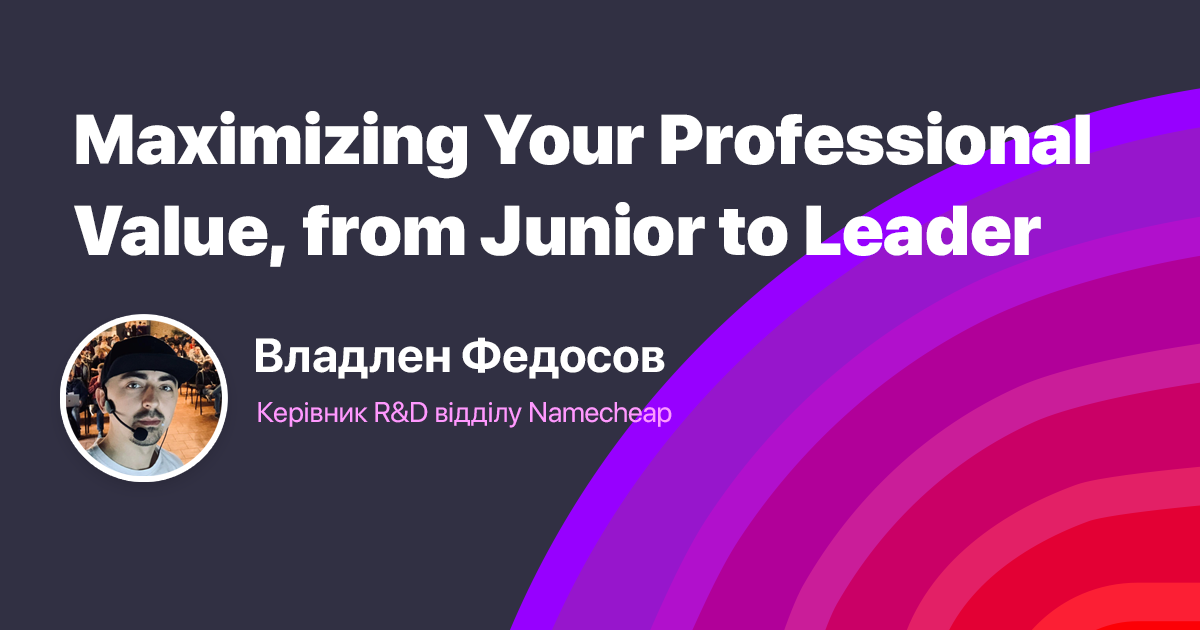 Maximizing Your Professional
Value, from Junior to Leader
Владлен Федосов
Керівник R&D відділу Namecheap